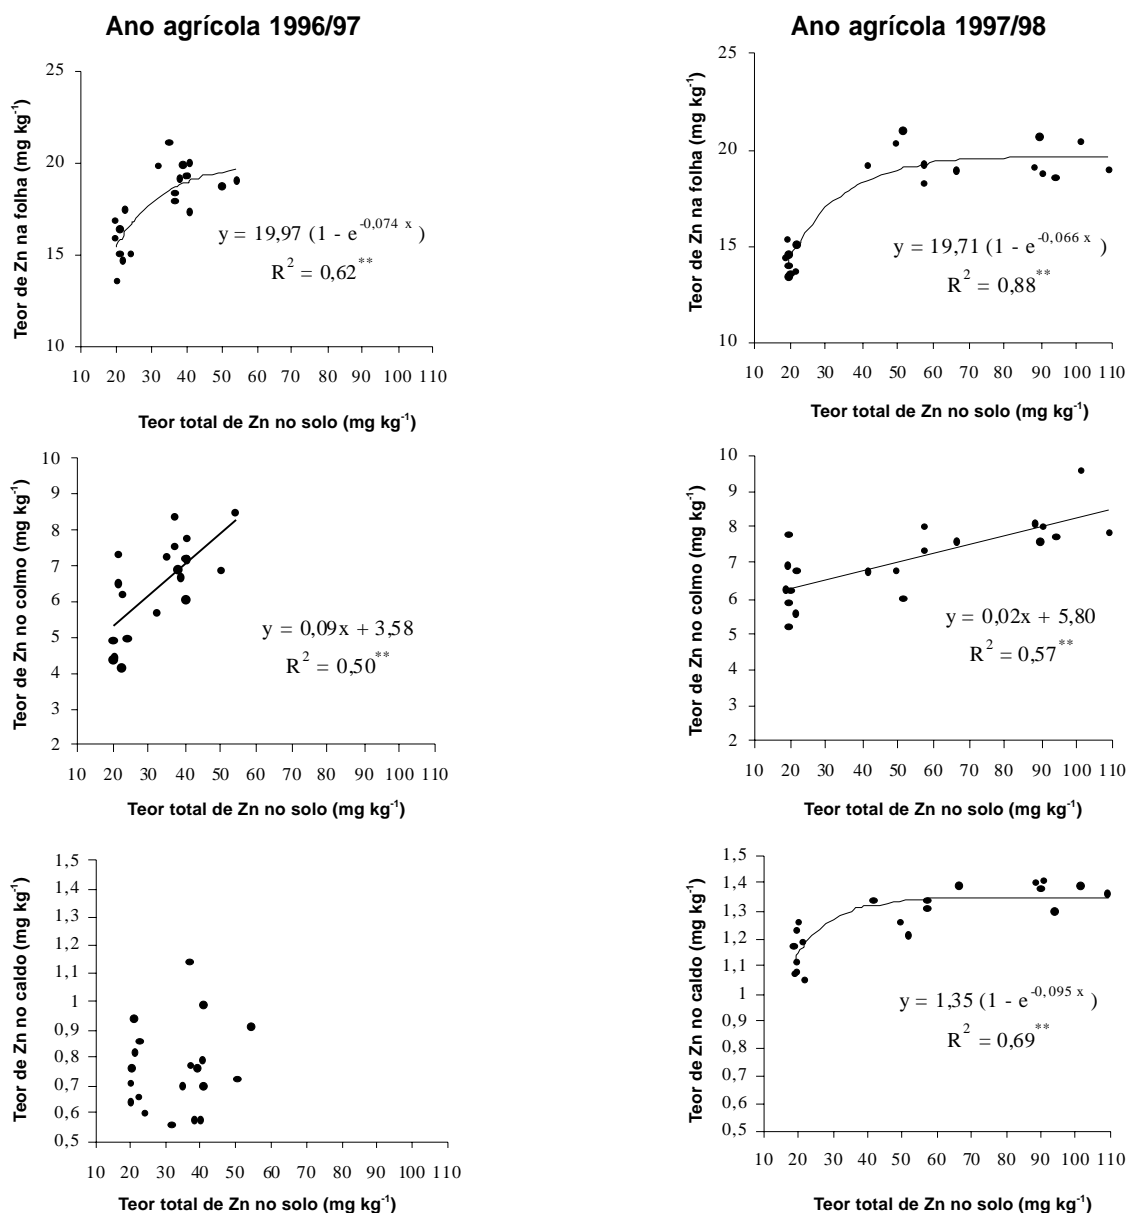 Ano agrícola 1996/97
Ano agrícola 1997/98
Teor de Zn na folha (mg kg-1)
25
20
15
10
y = 19,97 (1 - e-0,074 x)
R2 = 0,62**
10 20 30 40 50 60 70 80 90 100 110
Teor total de Zn no solo (mg kg-1)
Teor de Zn na folha (mg kg-1)
25
20
15
10
y = 19,71 (1 - e-0,066 x)
R2 = 0,88**
10 20 30 40 50 60 70 80 90 100 110
Teor total de Zn no solo (mg kg-1)
Teor de Zn no colmo (mg kg-1)
10
9
8
7
6
5
4
3
2
y = 0,09x + 3,58
R2 = 0,50**
10 20 30 40 50 60 70 80 90 100 110
Teor total de Zn no solo (mg kg-1)
Teor de Zn no colmo (mg kg-1)
10
9
8
7
6
5
4
3
2
y = 0,02x + 5,80
R2 = 0,57**
10 20 30 40 50 60 70 80 90 100 110
Teor total de Zn no solo (mg kg-1)
Teor de Zn no caldo (mg kg-1)
1,5
1,4
1,3
1,2
1,1
1
0,9
0,8
0,7
0,6
0,5
10 20 30 40 50 60 70 80 90 100 110
Teor total de Zn no solo (mg kg-1)
Teor de Zn no caldo (mg kg-1)
1,5
1,4
1,3
1,2
1,1
1
0,9
0,8
0,7
0,6
0,5
y = 1,35 (1 - e-0,095 x)
R2 = 0,69**
10 20 30 40 50 60 70 80 90 100 110
Teor total de Zn no solo (mg kg-1)